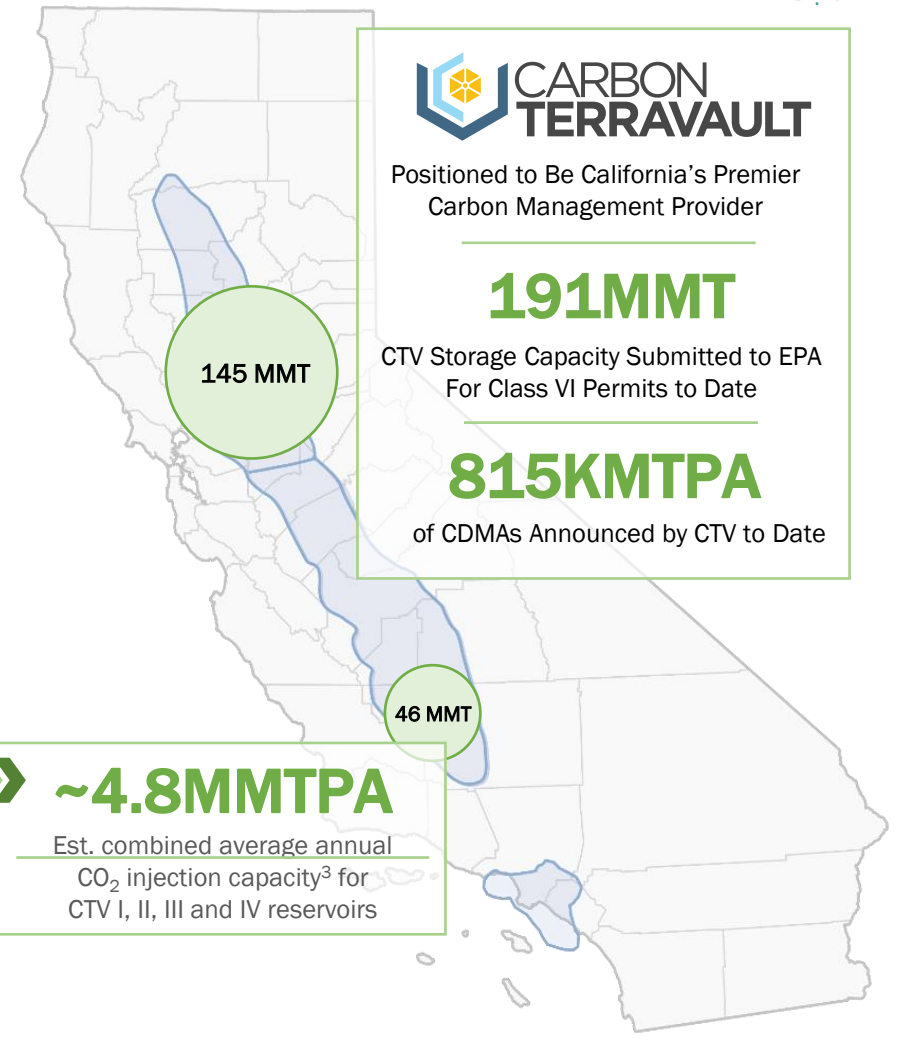 CARBON
TERRAVAULT
Positioned to Be California’s Premier
Carbon Management Provider
191MMT
CTV Storage Capacity Submitted to EPA
For Class VI Permits to Date
815KMTPA
of CDMAs Announced by CTV to Date
145 MMT
46 MMT
~4.8MMTPA
Est. combined average annual
CO₂ injection capacity³ for
CTV I, II, III and IV reservoirs